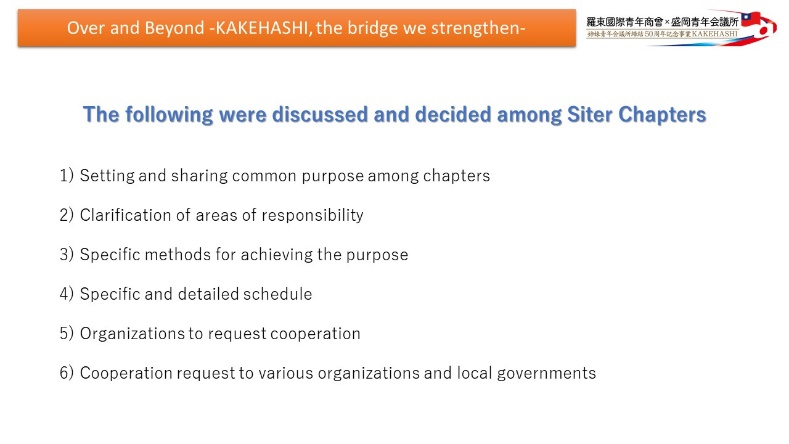 Over and Beyond -KAKEHASHI, the bridge we strengthen-
羅東國際青年商會×盛岡青年会議所
姉妹青年会議所締結50周年記念事業KAKEHASHI
The following were discussed and decided among Siter Chapters
1) Setting and sharing common purpose among chapters
2) Clarification of areas of responsibility
3) Specific methods for achieving the purpose
4) Specific and detailed schedule
5) Organizations to request cooperation
6) Cooperation request to various organizations and local governments